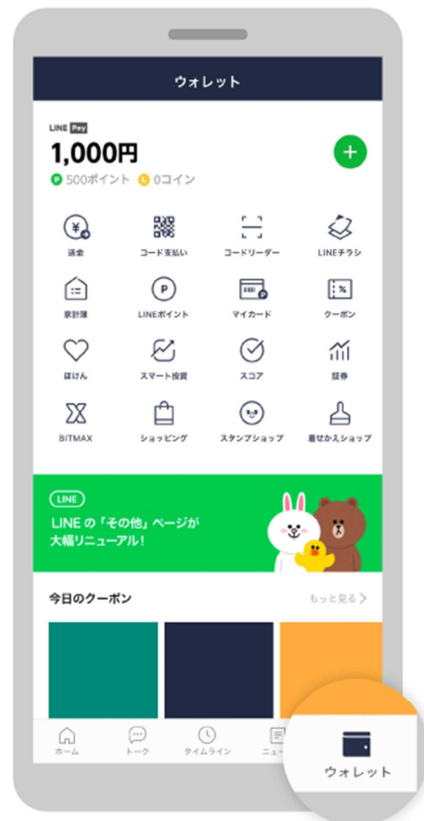 ウォレット
LINE Pay
1,000円
P 500ポイント L 0コイン
送金 コード支払い コードリーダー LINEチラシ
家計簿 LINEポイント マイカード クーポン
ほけん スマート投資 スコア 証券
BITMAX ショッピング スタンプショップ 着せかえショップ
LINE
LINE の「その他」ページが
大幅リニューアル!
今日のクーポン もっと見る >
ホーム トーク タイムライン ニュ ウォレット